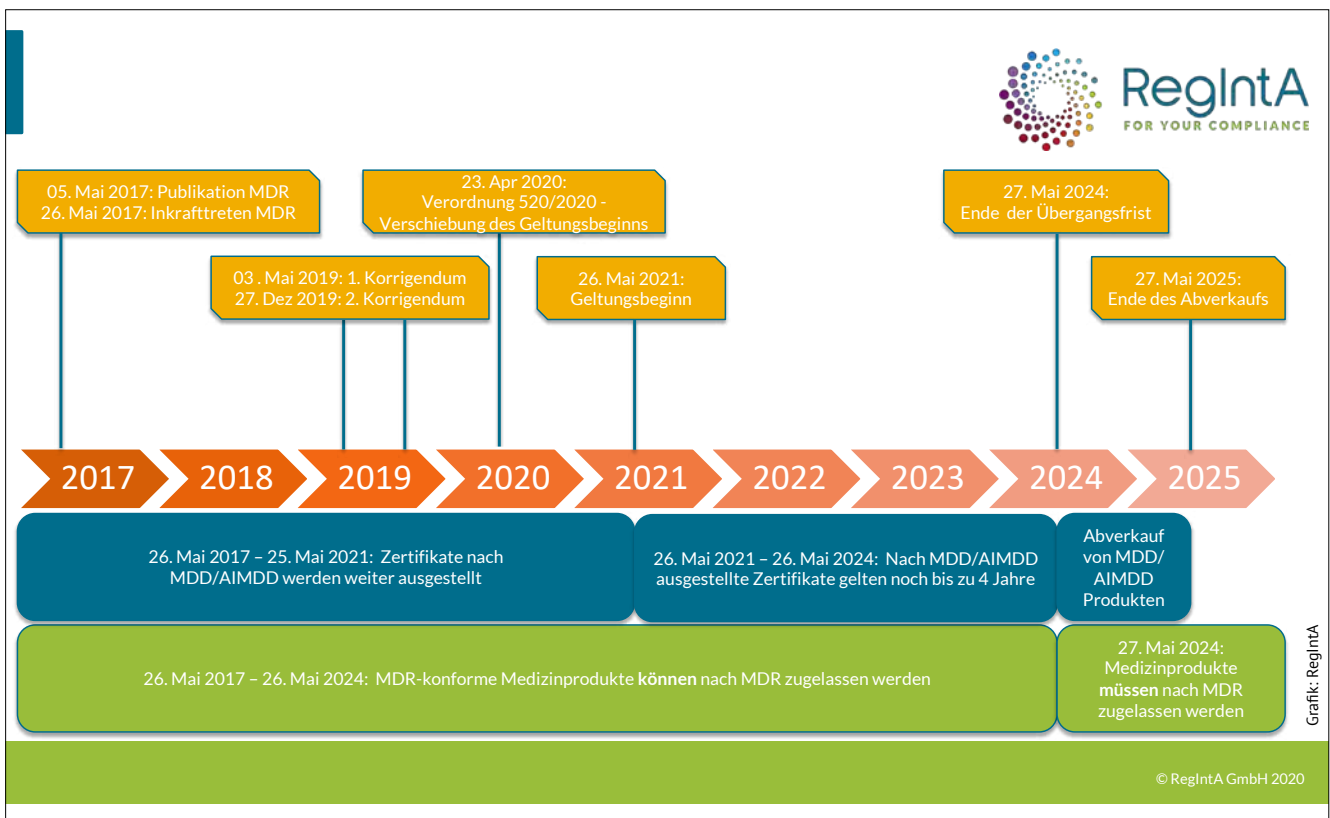 RegIntA
FOR YOUR COMPLIANCE
05. Mai 2017: Publikation MDR
26. Mai 2017: Inkrafttreten MDR
23. Apr 2020:
Verordnung 520/2020 -
Verschiebung des Geltungsbeginns
27. Mai 2024:
Ende der Übergangsfrist
03 . Mai 2019: 1. Korrigendum
27. Dez 2019: 2. Korrigendum
26. Mai 2021:
Geltungsbeginn
27. Mai 2025:
Ende des Abverkaufs
2017
2018
2019
2020
2021
2022
2023
2024
2025
26. Mai 2017 – 25. Mai 2021: Zertifikate nach
MDD/AIMDD werden weiter ausgestellt
26. Mai 2021 – 26. Mai 2024: Nach MDD/AIMDD
ausgestellte Zertifikate gelten noch bis zu 4 Jahre
Abverkauf
von MDD/
AIMDD
Produkten
26. Mai 2017 – 26. Mai 2024: MDR-konforme Medizinprodukte können nach MDR zugelassen werden
27. Mai 2024:
Medizinprodukte
müssen nach MDR
zugelassen werden
Grafik: RegIntA
© RegIntA GmbH 2020